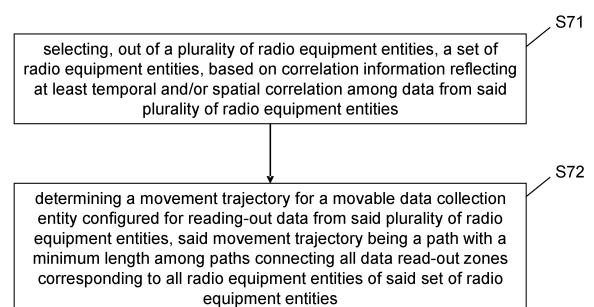 S71
selecting, out of a plurality of radio equipment entities, a set of
radio equipment entities, based on correlation information reflecting
at least temporal and/or spatial correlation among data from said
plurality of radio equipment entities
S72
determining a movement trajectory for a movable data collection
entity configured for reading-out data from said plurality of radio
equipment entities, said movement trajectory being a path with a
minimum length among paths connecting all data read-out zones
corresponding to all radio equipment entities of said set of radio
equipment entities